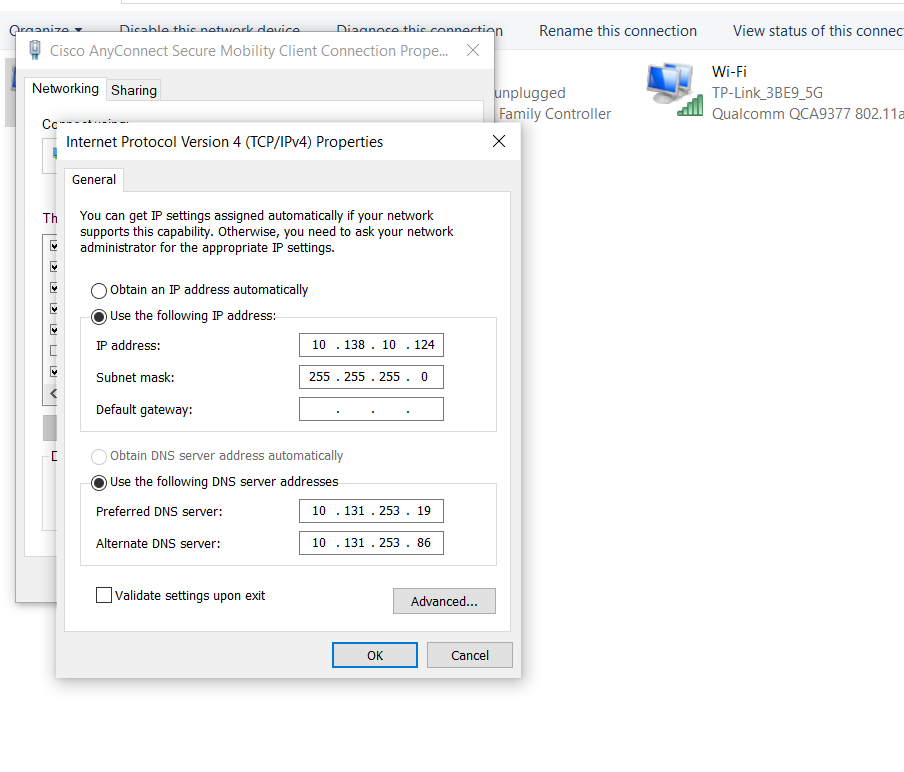 Organize
Disable this network device
Diagnose this connection
Rename this connection
View status of this connec
Cisco AnyConnect Secure Mobility Client Connection Prope...
Networking
Sharing
Connect using:
unplugged
Family Controller
Wi-Fi
TP-Link_3BE9_5G
Qualcomm QCA9377 802.11a
Internet Protocol Version 4 (TCP/IPv4) Properties
General
You can get IP settings assigned automatically if your network
supports this capability. Otherwise, you need to ask your network
administrator for the appropriate IP settings.
Th
Obtain an IP address automatically
Use the following IP address:
IP address: 10 . 138 . 10 . 124
Subnet mask: 255 . 255 . 255 . 0
Default gateway: . . .
D
Obtain DNS server address automatically
Use the following DNS server addresses
Preferred DNS server: 10 . 131 . 253 . 19
Alternate DNS server: 10 . 131 . 253 . 86
Validate settings upon exit
Advanced...
OK
Cancel